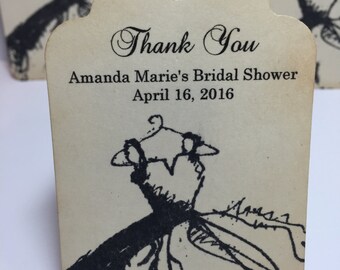 Thank You
Amanda Marie's Bridal Shower
April 16, 2016